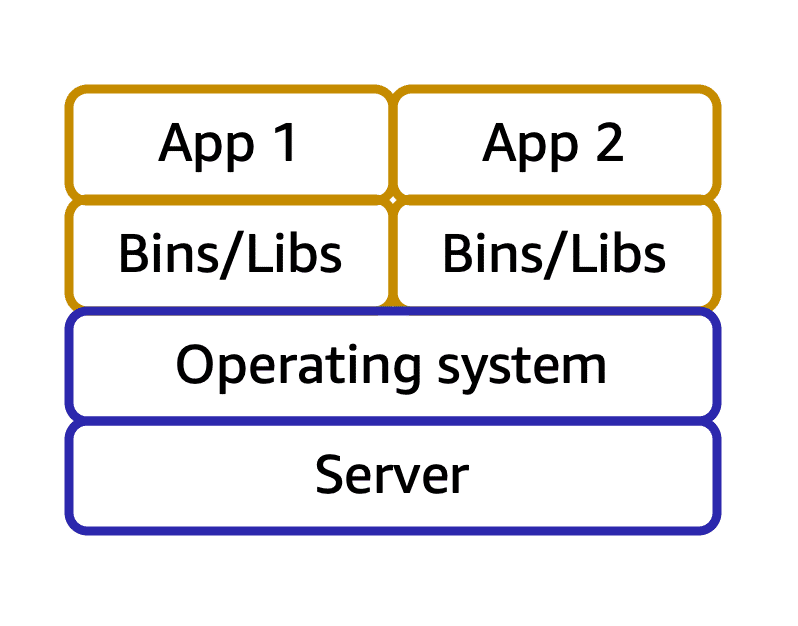 App 1
App 2
Bins/Libs
Bins/Libs
Operating system
Server